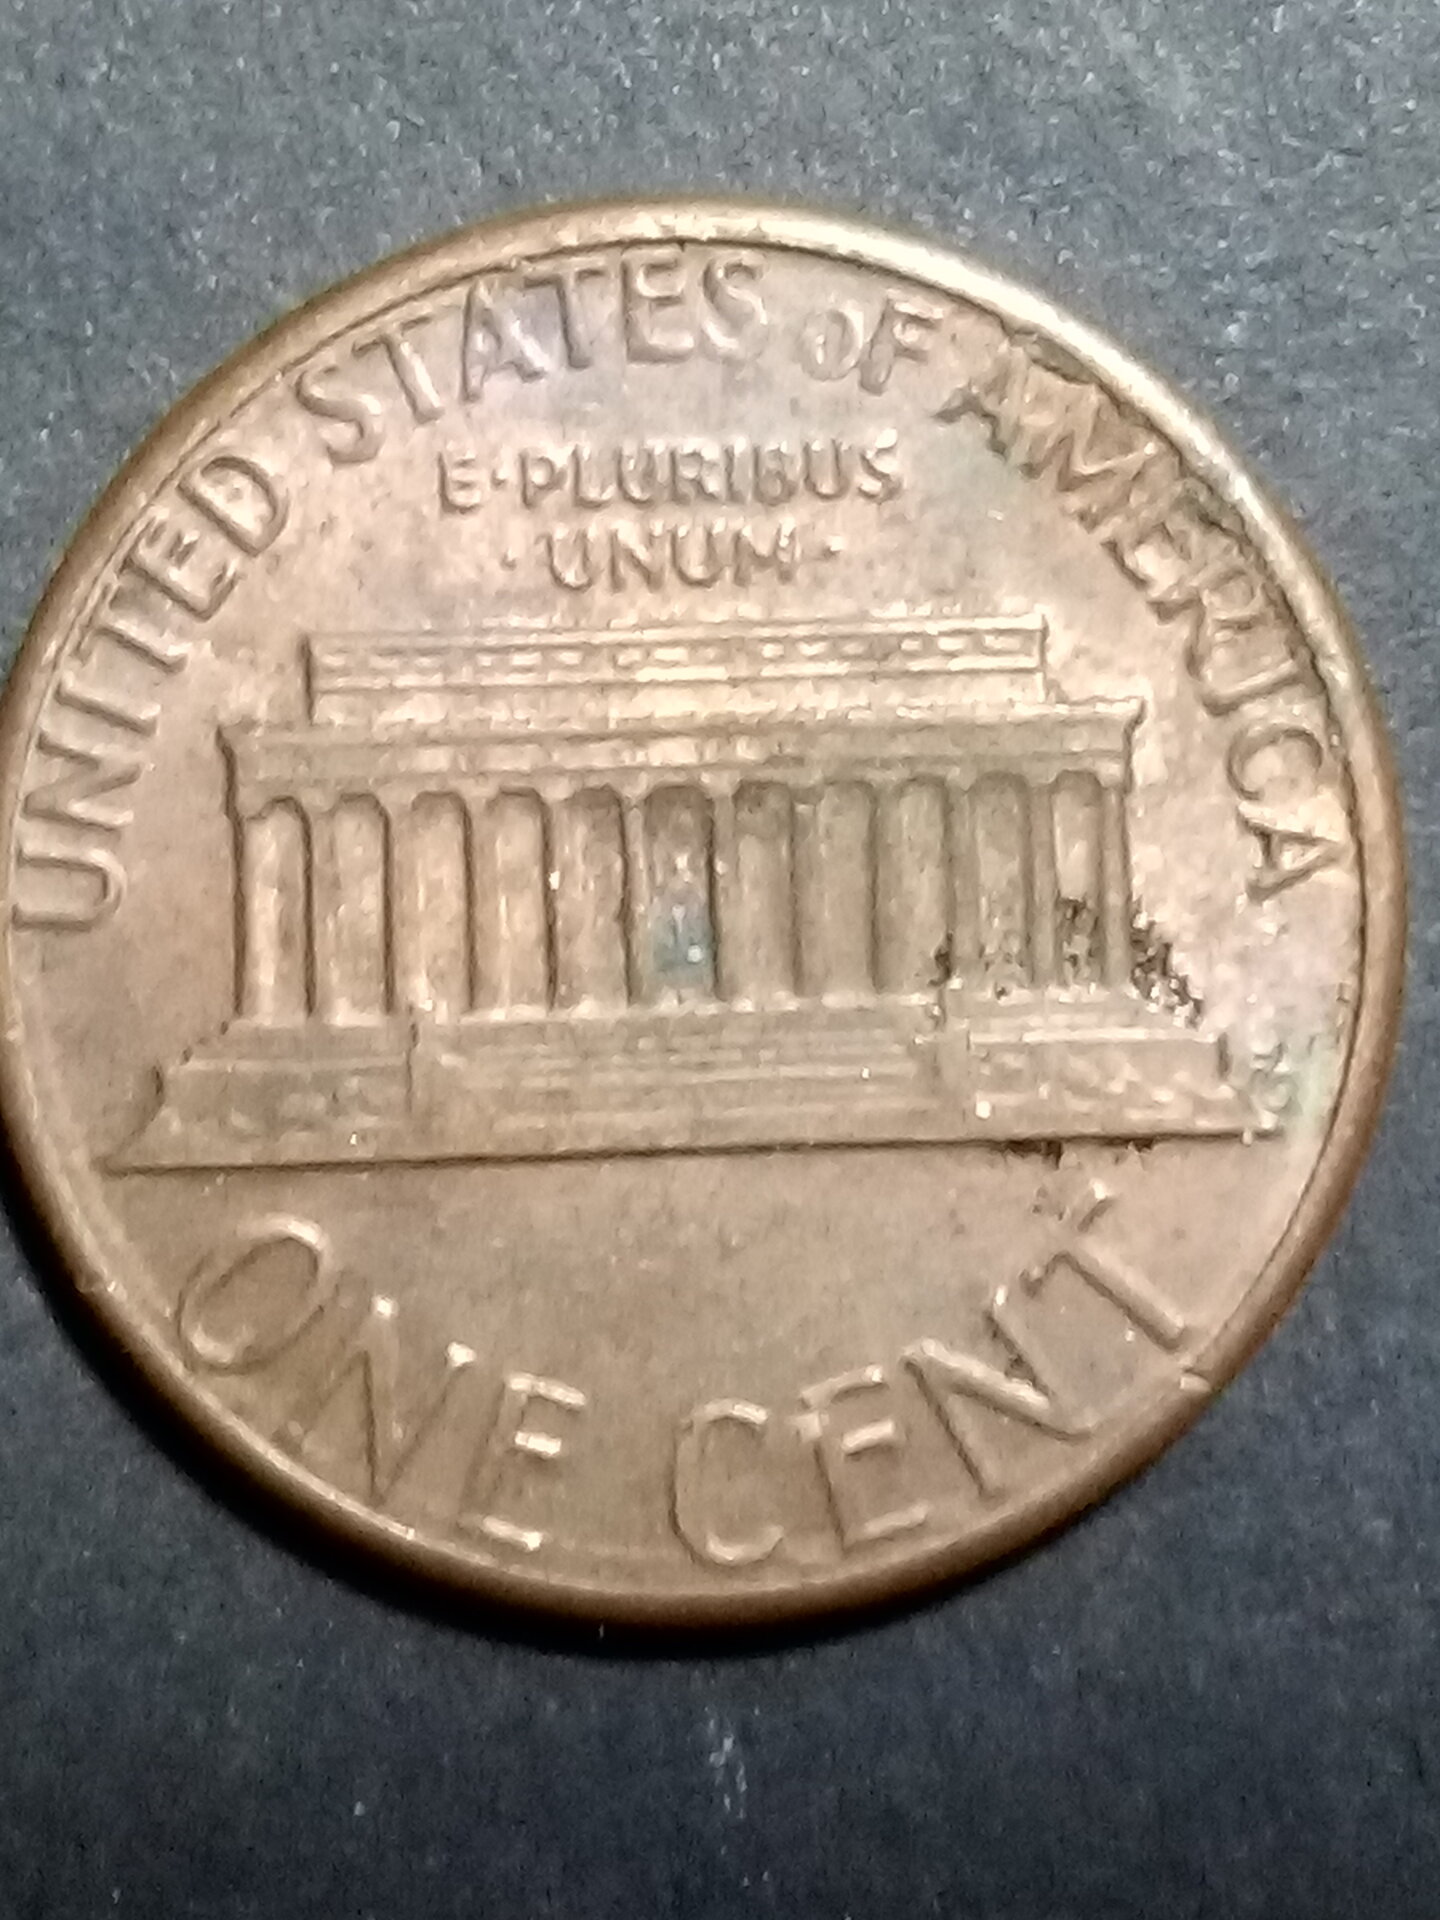 UNITED STATES OF AMERICA
E·PLURIBUS
·UNUM·
ONE CENT